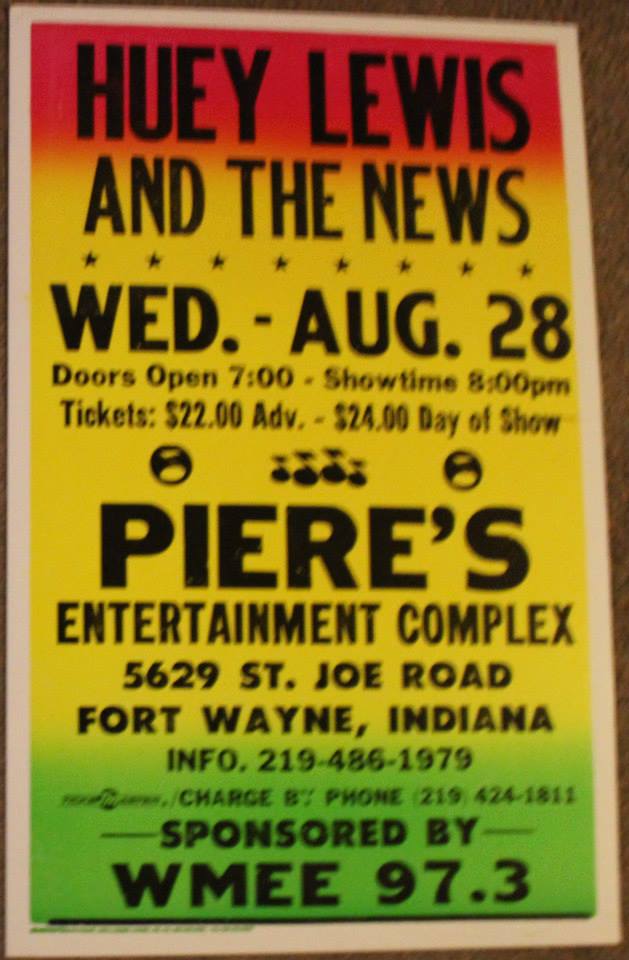 HUEY LEWIS
AND THE NEWS
WED. - AUG. 28
Doors Open 7:00 - Showtime 8:00pm
Tickets: $22.00 Adv. - $24.00 Day of Show
PIERE'S
ENTERTAINMENT COMPLEX
5629 ST. JOE ROAD
FORT WAYNE, INDIANA
INFO. 219-486-1979
/CHARGE BY PHONE (219) 424-1811
SPONSORED BY
WMEE 97.3